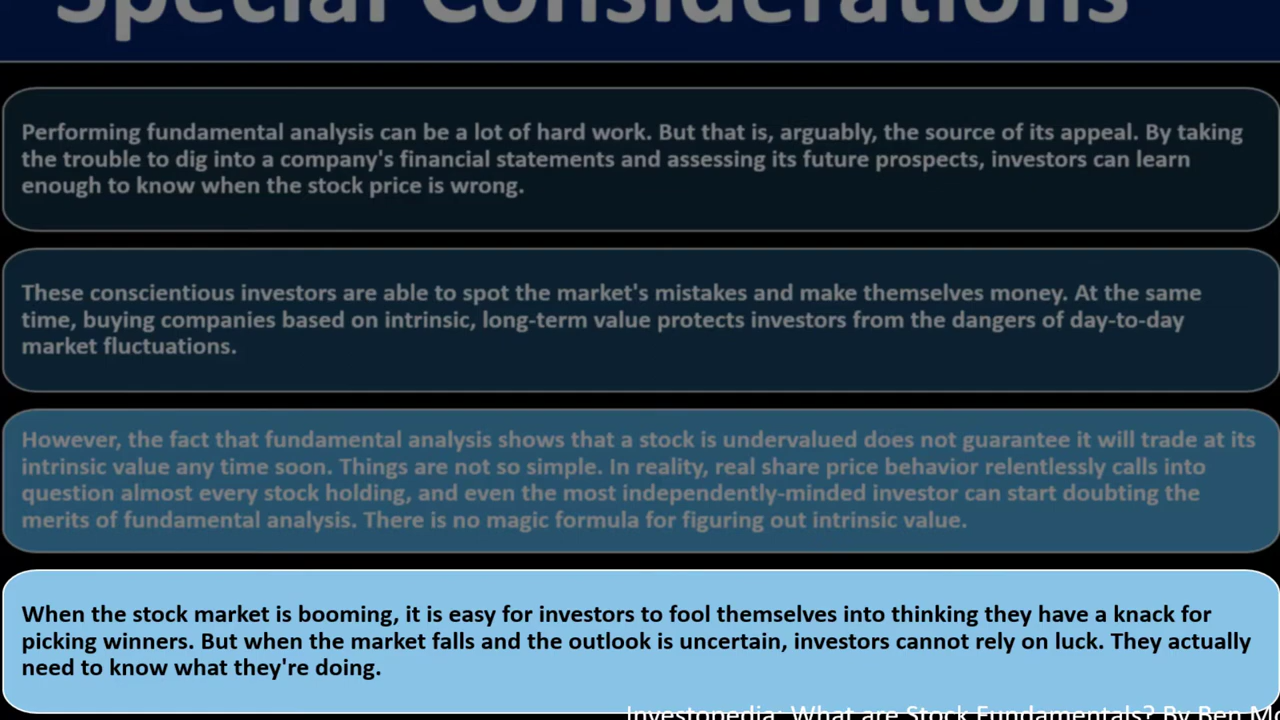 Special Considerations
Performing fundamental analysis can be a lot of hard work. But that is, arguably, the source of its appeal. By taking
the trouble to dig into a company's financial statements and assessing its future prospects, investors can learn
enough to know when the stock price is wrong.
These conscientious investors are able to spot the market's mistakes and make themselves money. At the same
time, buying companies based on intrinsic, long-term value protects investors from the dangers of day-to-day
market fluctuations.
However, the fact that fundamental analysis shows that a stock is undervalued does not guarantee it will trade at its
intrinsic value any time soon. Things are not so simple. In reality, real share price behavior relentlessly calls into
question almost every stock holding, and even the most independently-minded investor can start doubting the
merits of fundamental analysis. There is no magic formula for figuring out intrinsic value.
When the stock market is booming, it is easy for investors to fool themselves into thinking they have a knack for
picking winners. But when the market falls and the outlook is uncertain, investors cannot rely on luck. They actually
need to know what they're doing.
Investopedia: What are Stock Fundamentals? By Ben